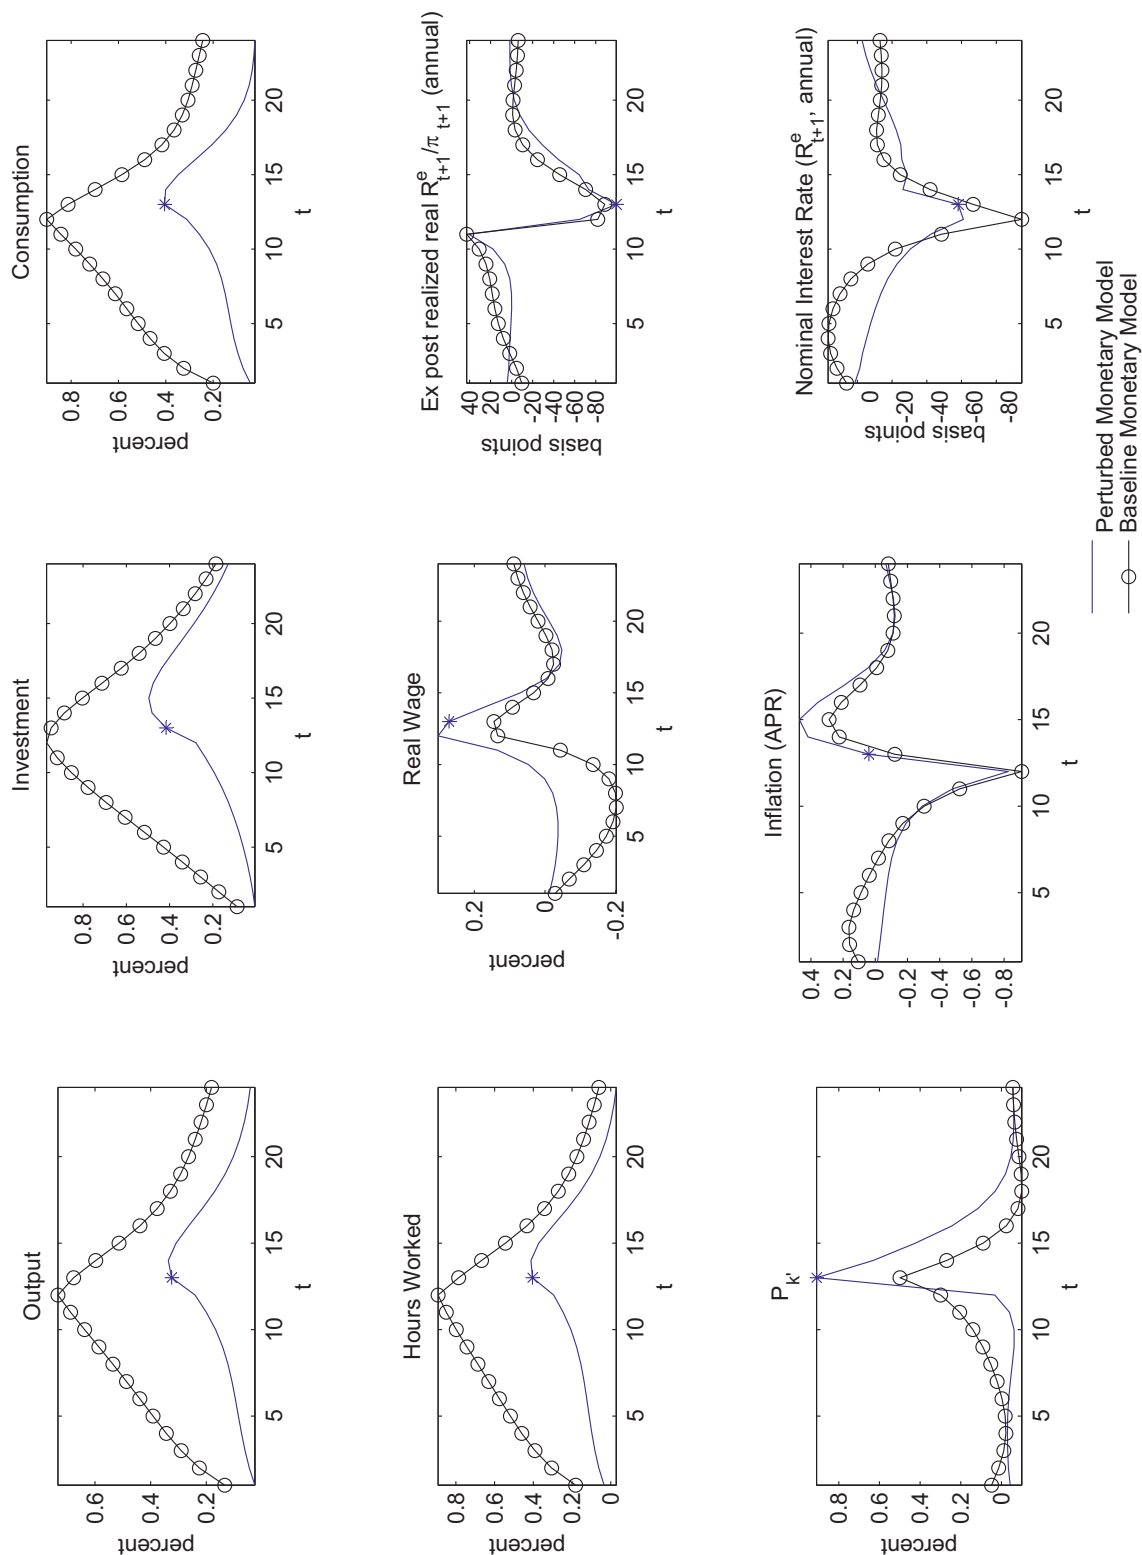 Output
percent
0.6
0.4
0.2
5
10
15
20
t
Investment
percent
0.8
0.6
0.4
0.2
5
10
15
20
t
Consumption
percent
0.8
0.6
0.4
0.2
5
10
15
20
t
Hours Worked
percent
0.8
0.6
0.4
0.2
0
5
10
15
20
t
Real Wage
percent
0.2
0
-0.2
5
10
15
20
t
Ex post realized real R^e_{t+1}/π_{t+1} (annual)
basis points
40
20
0
-20
-40
-60
-80
5
10
15
20
t
P_{k'}
percent
0.8
0.6
0.4
0.2
0
5
10
15
20
t
Inflation (APR)
0.4
0.2
0
-0.2
-0.4
-0.6
-0.8
5
10
15
20
t
Nominal Interest Rate (R^e_{t+1}, annual)
basis points
0
-20
-40
-60
-80
5
10
15
20
t
Perturbed Monetary Model
Baseline Monetary Model